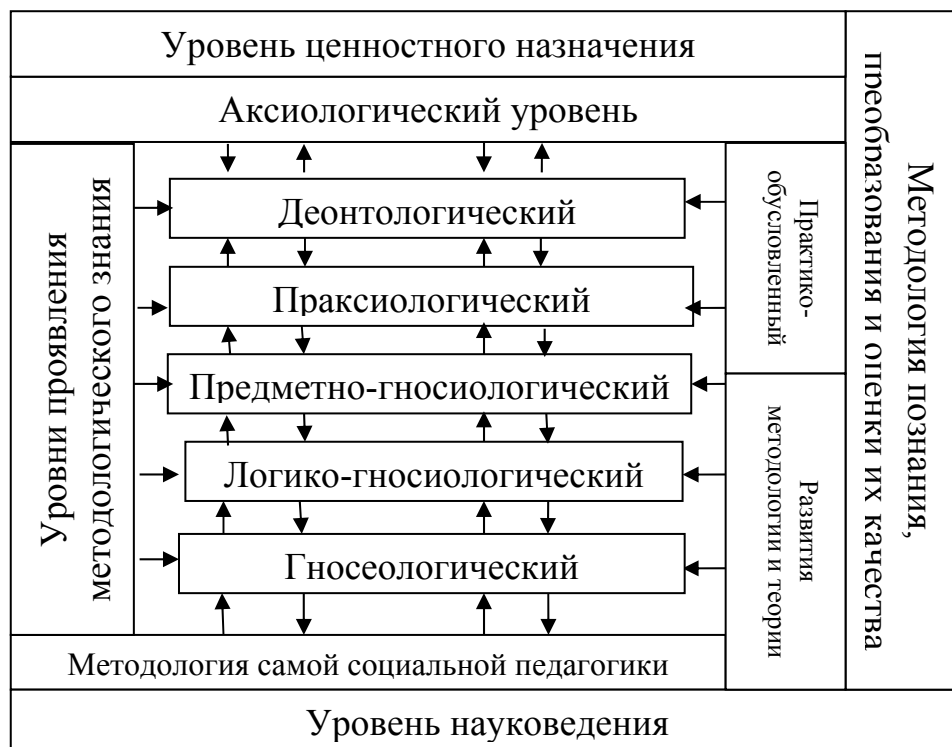 Уровень ценностного назначения
Аксиологический уровень
Уровни проявления
методологического знания
Деонтологический
Праксиологический
Предметно-гносиологический
Логико-гносиологический
Гносеологический
Практико-
обусловленный
Развития
методологии и теории
Методология познания,
преобразования и оценки их качества
Методология самой социальной педагогики
Уровень науковедения